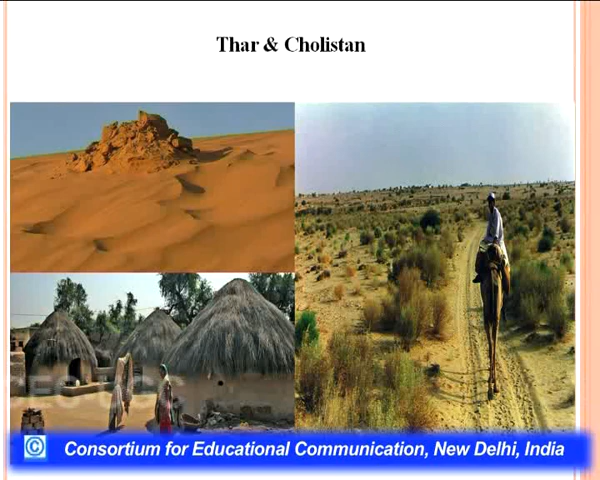 Thar & Cholistan
© Consortium for Educational Communication, New Delhi, India